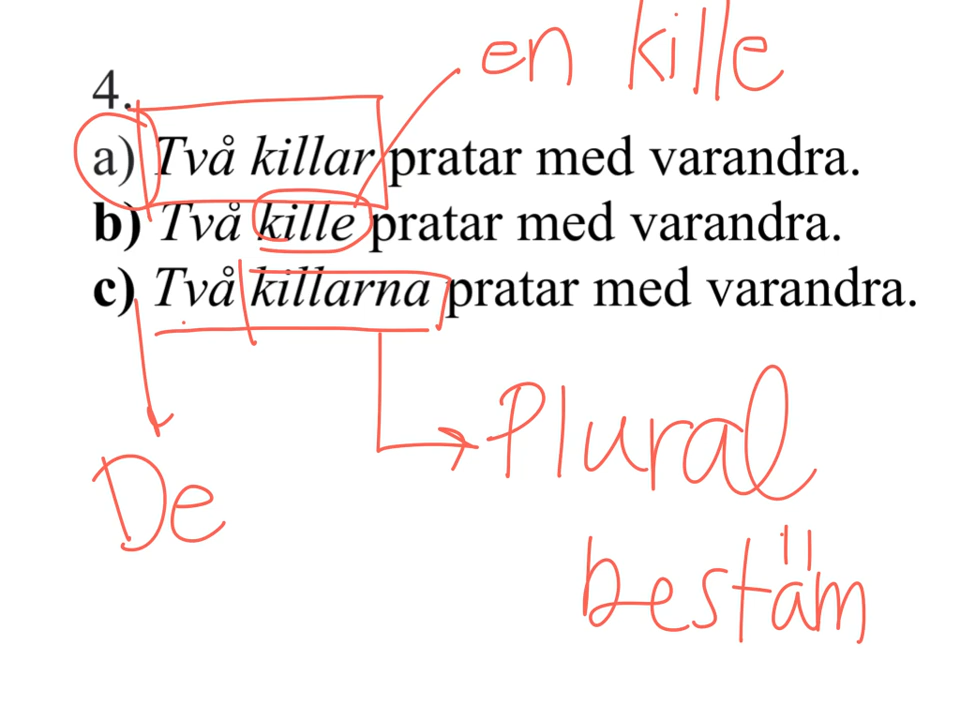 en kille
4.
a) Två killar pratar med varandra.
b) Två kille pratar med varandra.
c) Två killarna pratar med varandra.
De
Plural
bestäm